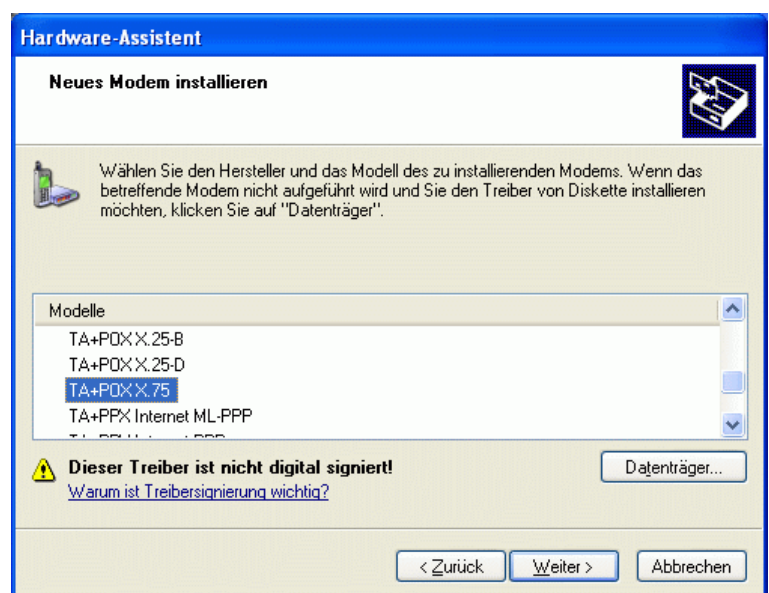 Hardware-Assistent
Neues Modem installieren
Wählen Sie den Hersteller und das Modell des zu installierenden Modems. Wenn das
betreffende Modem nicht aufgeführt wird und Sie den Treiber von Diskette installieren
möchten, klicken Sie auf "Datenträger".
Modelle
TA+POX X.25-B
TA+POX X.25-D
TA+POX X.75
TA+PPX Internet ML-PPP
Dieser Treiber ist nicht digital signiert!
Datenträger...
Warum ist Treibersignierung wichtig?
< Zurück
Weiter >
Abbrechen